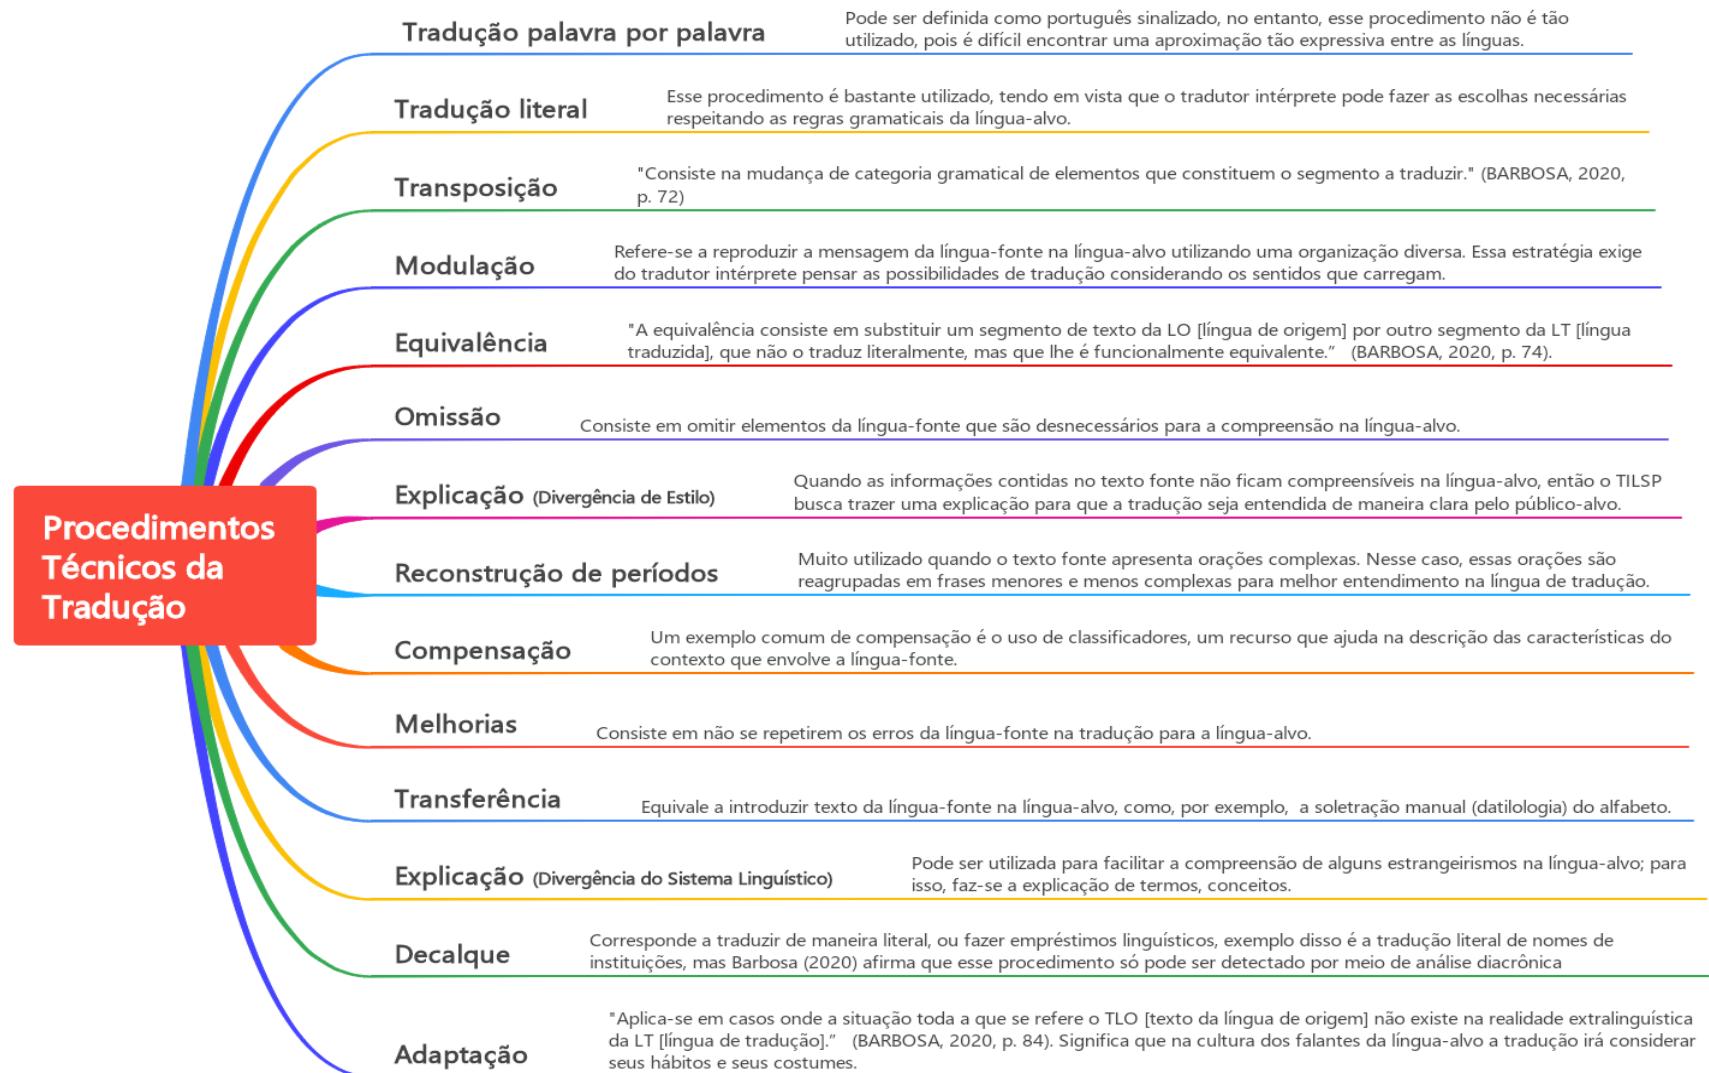 Tradução palavra por palavra
Pode ser definida como português sinalizado, no entanto, esse procedimento não é tão
utilizado, pois é difícil encontrar uma aproximação tão expressiva entre as línguas.
Tradução literal
Esse procedimento é bastante utilizado, tendo em vista que o tradutor intérprete pode fazer as escolhas necessárias
respeitando as regras gramaticais da língua-alvo.
Transposição
"Consiste na mudança de categoria gramatical de elementos que constituem o segmento a traduzir." (BARBOSA, 2020,
p. 72)
Modulação
Refere-se a reproduzir a mensagem da língua-fonte na língua-alvo utilizando uma organização diversa. Essa estratégia exige
do tradutor intérprete pensar as possibilidades de tradução considerando os sentidos que carregam.
Equivalência
"A equivalência consiste em substituir um segmento de texto da LO [língua de origem] por outro segmento da LT [língua
traduzida], que não o traduz literalmente, mas que lhe é funcionalmente equivalente.” (BARBOSA, 2020, p. 74).
Omissão
Consiste em omitir elementos da língua-fonte que são desnecessários para a compreensão na língua-alvo.
Explicação (Divergência de Estilo)
Quando as informações contidas no texto fonte não ficam compreensíveis na língua-alvo, então o TILSP
busca trazer uma explicação para que a tradução seja entendida de maneira clara pelo público-alvo.
Procedimentos
Técnicos da
Tradução
Reconstrução de períodos
Muito utilizado quando o texto fonte apresenta orações complexas. Nesse caso, essas orações são
reagrupadas em frases menores e menos complexas para melhor entendimento na língua de tradução.
Compensação
Um exemplo comum de compensação é o uso de classificadores, um recurso que ajuda na descrição das características do
contexto que envolve a língua-fonte.
Melhorias
Consiste em não se repetirem os erros da língua-fonte na tradução para a língua-alvo.
Transferência
Equivale a introduzir texto da língua-fonte na língua-alvo, como, por exemplo, a soletração manual (datilologia) do alfabeto.
Explicação (Divergência do Sistema Linguístico)
Pode ser utilizada para facilitar a compreensão de alguns estrangeirismos na língua-alvo; para
isso, faz-se a explicação de termos, conceitos.
Decalque
Corresponde a traduzir de maneira literal, ou fazer empréstimos linguísticos, exemplo disso é a tradução literal de nomes de
instituições, mas Barbosa (2020) afirma que esse procedimento só pode ser detectado por meio de análise diacrônica
Adaptação
"Aplica-se em casos onde a situação toda a que se refere o TLO [texto da língua de origem] não existe na realidade extralinguística
da LT [língua de tradução].” (BARBOSA, 2020, p. 84). Significa que na cultura dos falantes da língua-alvo a tradução irá considerar
seus hábitos e seus costumes.